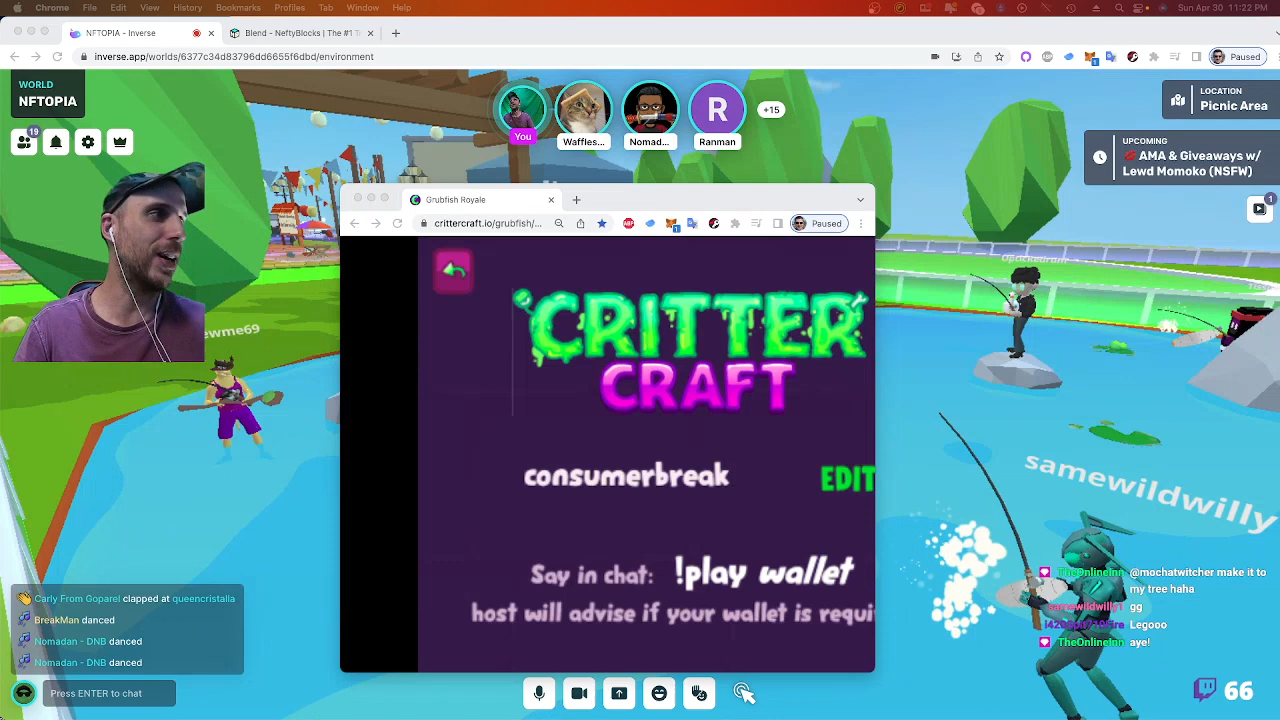 Chrome File Edit View History Bookmarks Profiles Tab Window Help
Sun Apr 30 11:22 PM
NFTOPIA - Inverse
Blend - NeftyBlocks | The #1 T
inverse.app/worlds/6377c34d83796dd6655f6dbd/environment
Paused
WORLD
NFTOPIA
19
You
Waffles...
Nomad...
R
Ranman
+15
LOCATION
Picnic Area
UPCOMING
AMA & Giveaways w/
Lewd Momoko (NSFW)
1
Grubfish Royale
crittercraft.io/grubfish/...
Paused
CRITTER
CRAFT
consumerbreak
EDIT
Say in chat: !play wallet
host will advise if your wallet is requi
ewme69
samewildwilly
Carly From Goparel clapped at queencristalla
BreakMan danced
Nomadan - DNB danced
Nomadan - DNB danced
Press ENTER to chat
TheOnlineInn @mochatwitcher make it to
my tree haha
gg
Legooo
TheOnlineInn aye!
66